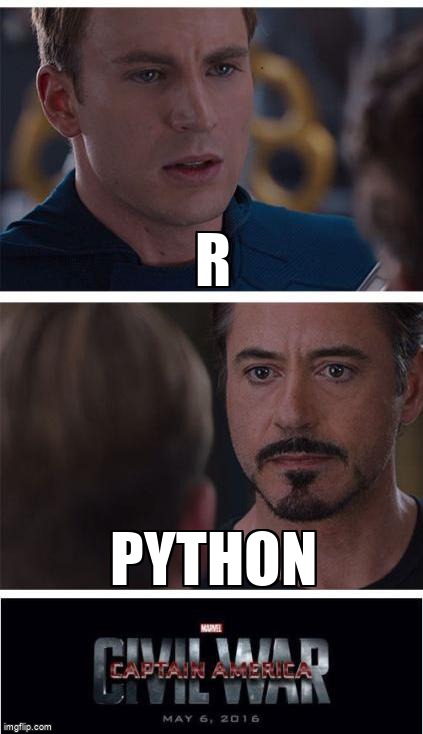 R
PYTHON
MARVEL
CIVIL WAR
CAPTAIN AMERICA
MAY 6, 2016
imgflip.com